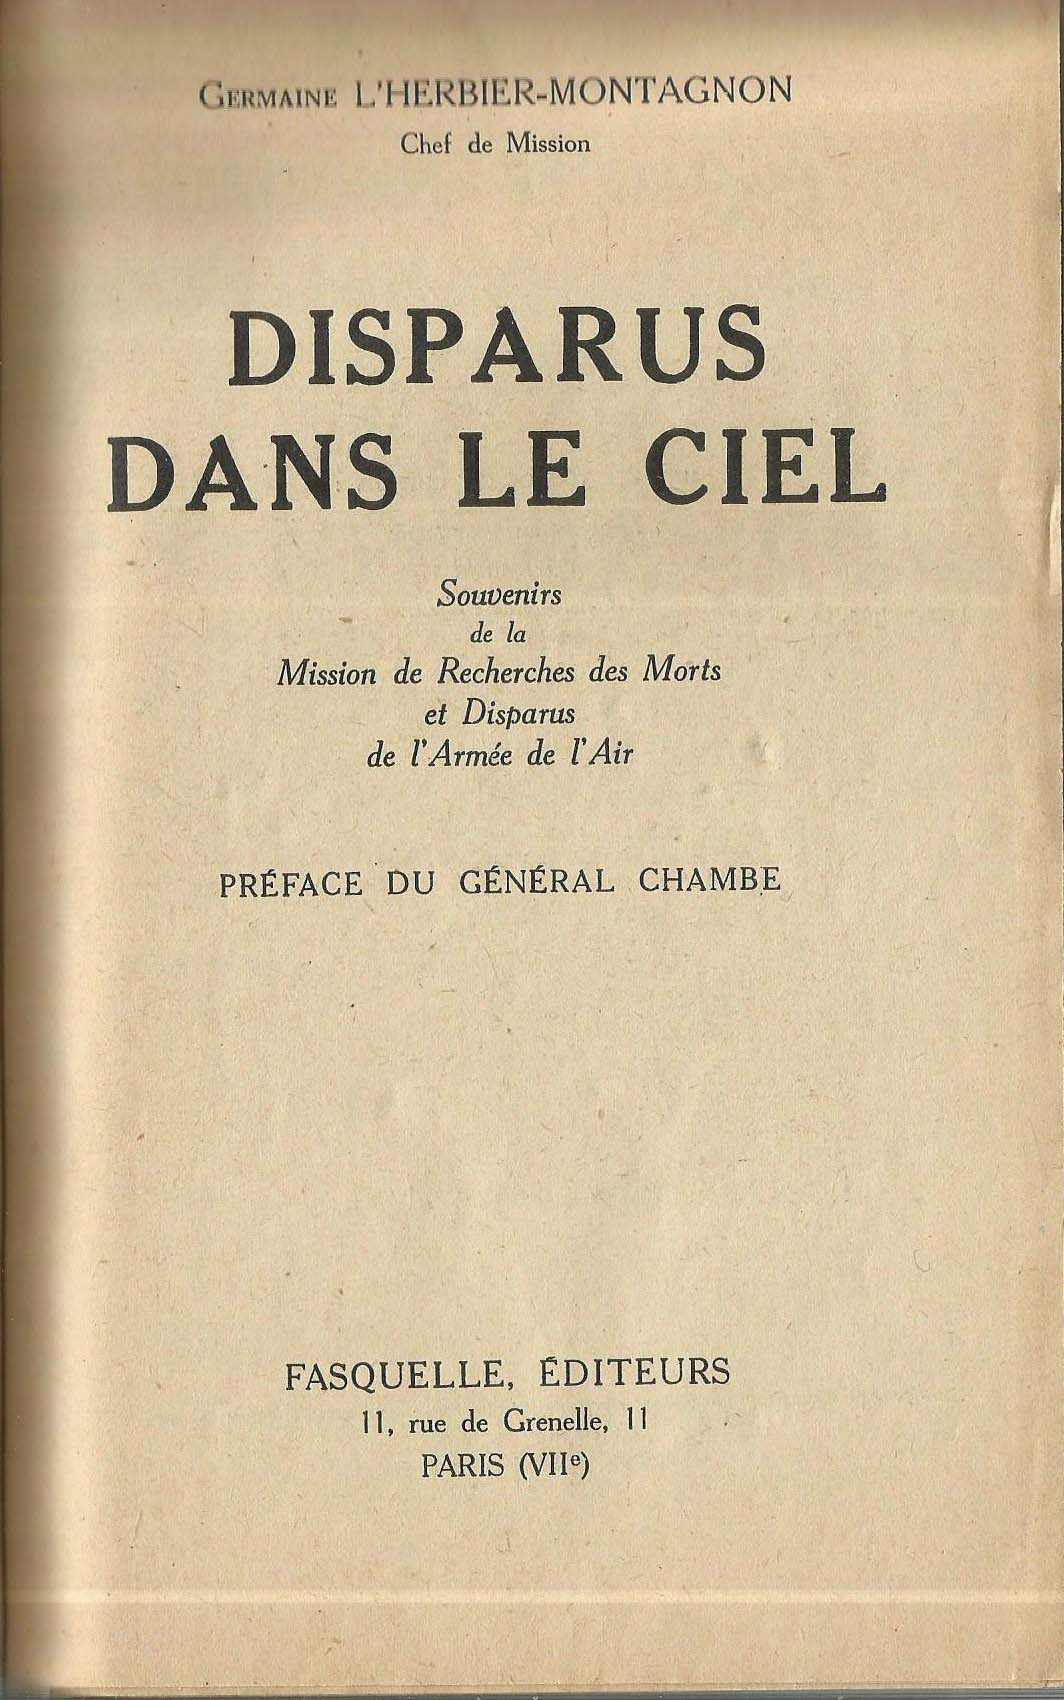 GERMAINE L'HERBIER-MONTAGNON
Chef de Mission
DISPARUS
DANS LE CIEL
Souvenirs
de la
Mission de Recherches des Morts
et Disparus
de l'Armée de l'Air
PRÉFACE DU GÉNÉRAL CHAMBE
FASQUELLE, ÉDITEURS
11, rue de Grenelle, 11
PARIS (VIIe)